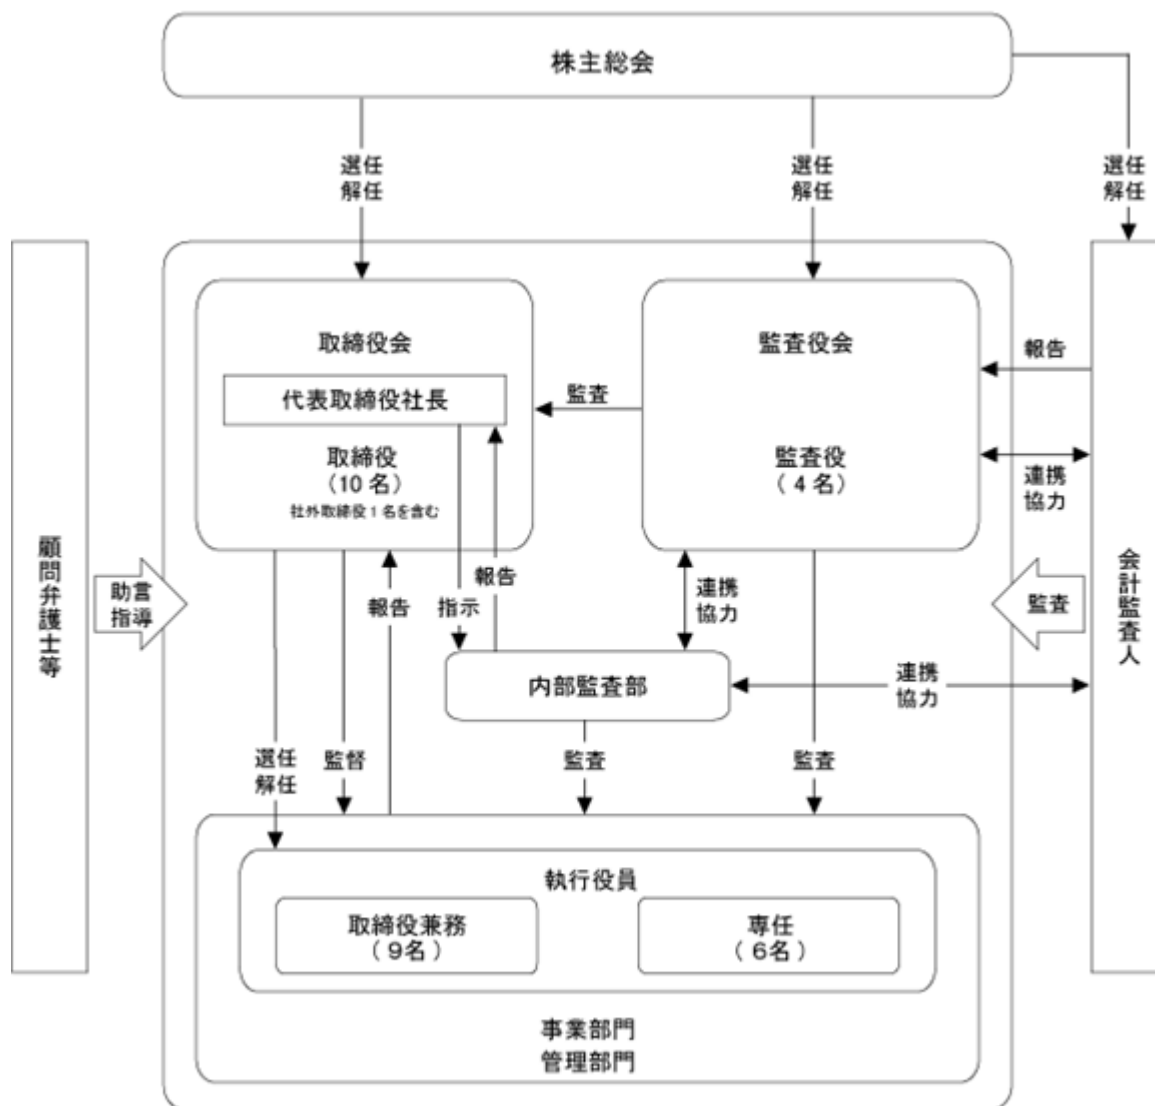 株主総会
選任
解任
選任
解任
選任
解任
取締役会
代表取締役社長
取締役
(10 名)
社外取締役 1 名を含む
監査
監査役会
監査役
( 4 名)
報告
連携
協力
顧問弁護士等
助言
指導
会計監査人
監査
報告
指示
報告
連携
協力
内部監査部
連携
協力
選任
解任
監督
監査
監査
執行役員
取締役兼務
( 9名 )
専任
( 6名 )
事業部門
管理部門